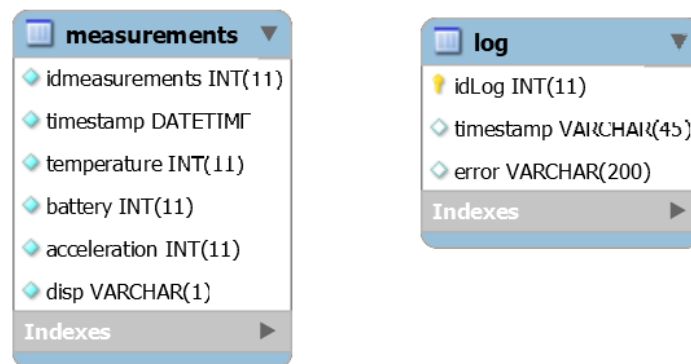 measurements
idmeasurements INT(11)
timestamp DATETIME
temperature INT(11)
battery INT(11)
acceleration INT(11)
disp VARCHAR(1)
Indexes
log
idLog INT(11)
timestamp VARCHAR(45)
error VARCHAR(200)
Indexes